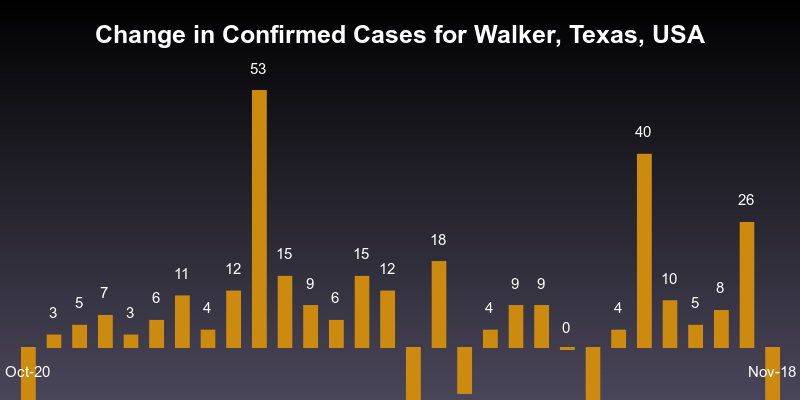 Change in Confirmed Cases for Walker, Texas, USA
3 5 7 3 6 11 4 12 53 15 9 6 15 12 18 4 9 9 0 4 40 10 5 8 26
Oct-20 Nov-18